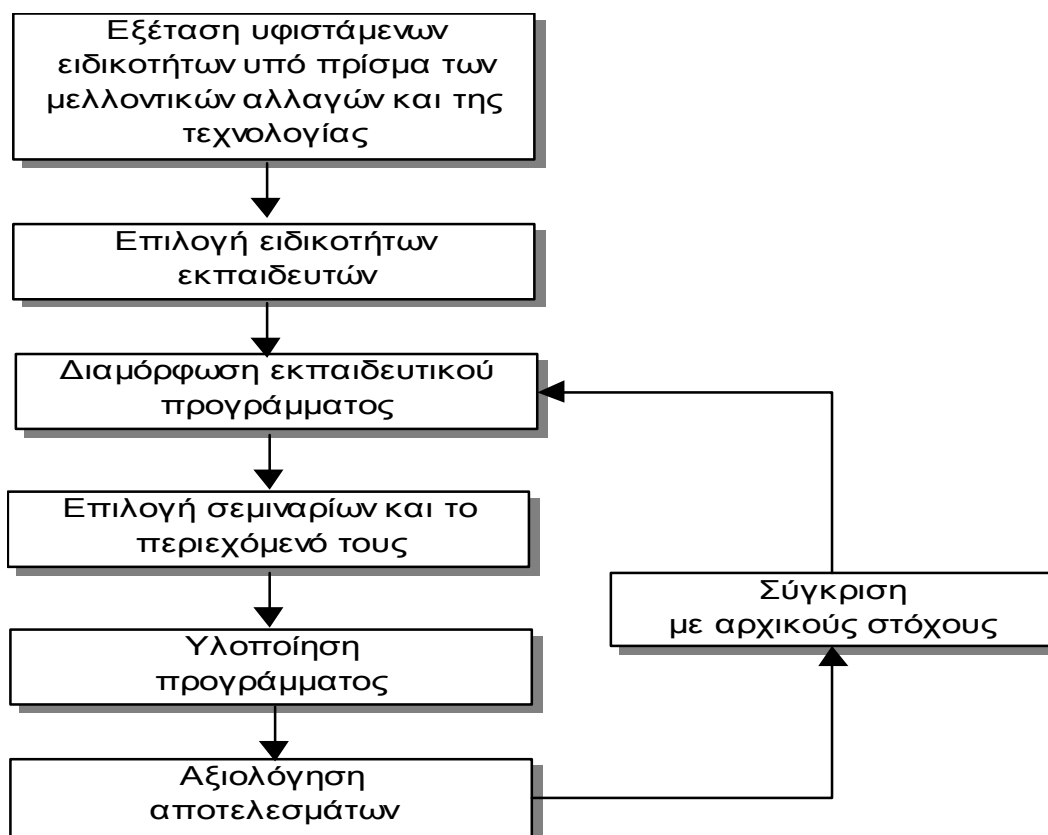 Εξέταση υφιστάμενων
ειδικοτήτων υπό πρίσμα των
μελλοντικών αλλαγών και της
τεχνολογίας
Επιλογή ειδικοτήτων
εκπαιδευτών
Διαμόρφωση εκπαιδευτικού
προγράμματος
Επιλογή σεμιναρίων και το
περιεχόμενό τους
Υλοποίηση
προγράμματος
Αξιολόγηση
αποτελεσμάτων
Σύγκριση
με αρχικούς στόχους